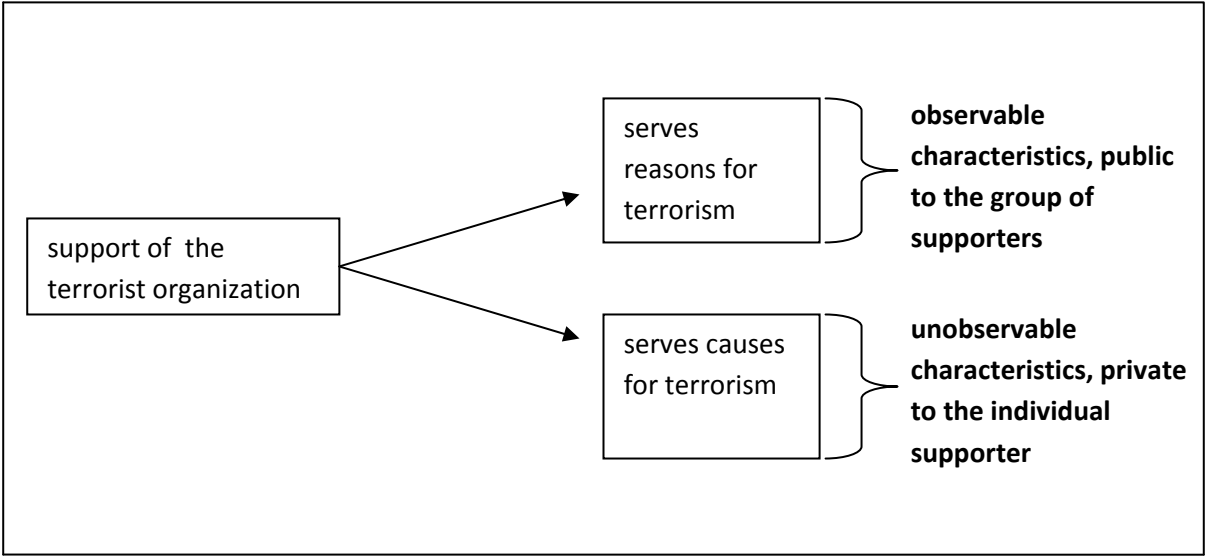 support of the
terrorist organization
serves
reasons for
terrorism
observable
characteristics, public
to the group of
supporters
serves causes
for terrorism
unobservable
characteristics, private
to the individual
supporter